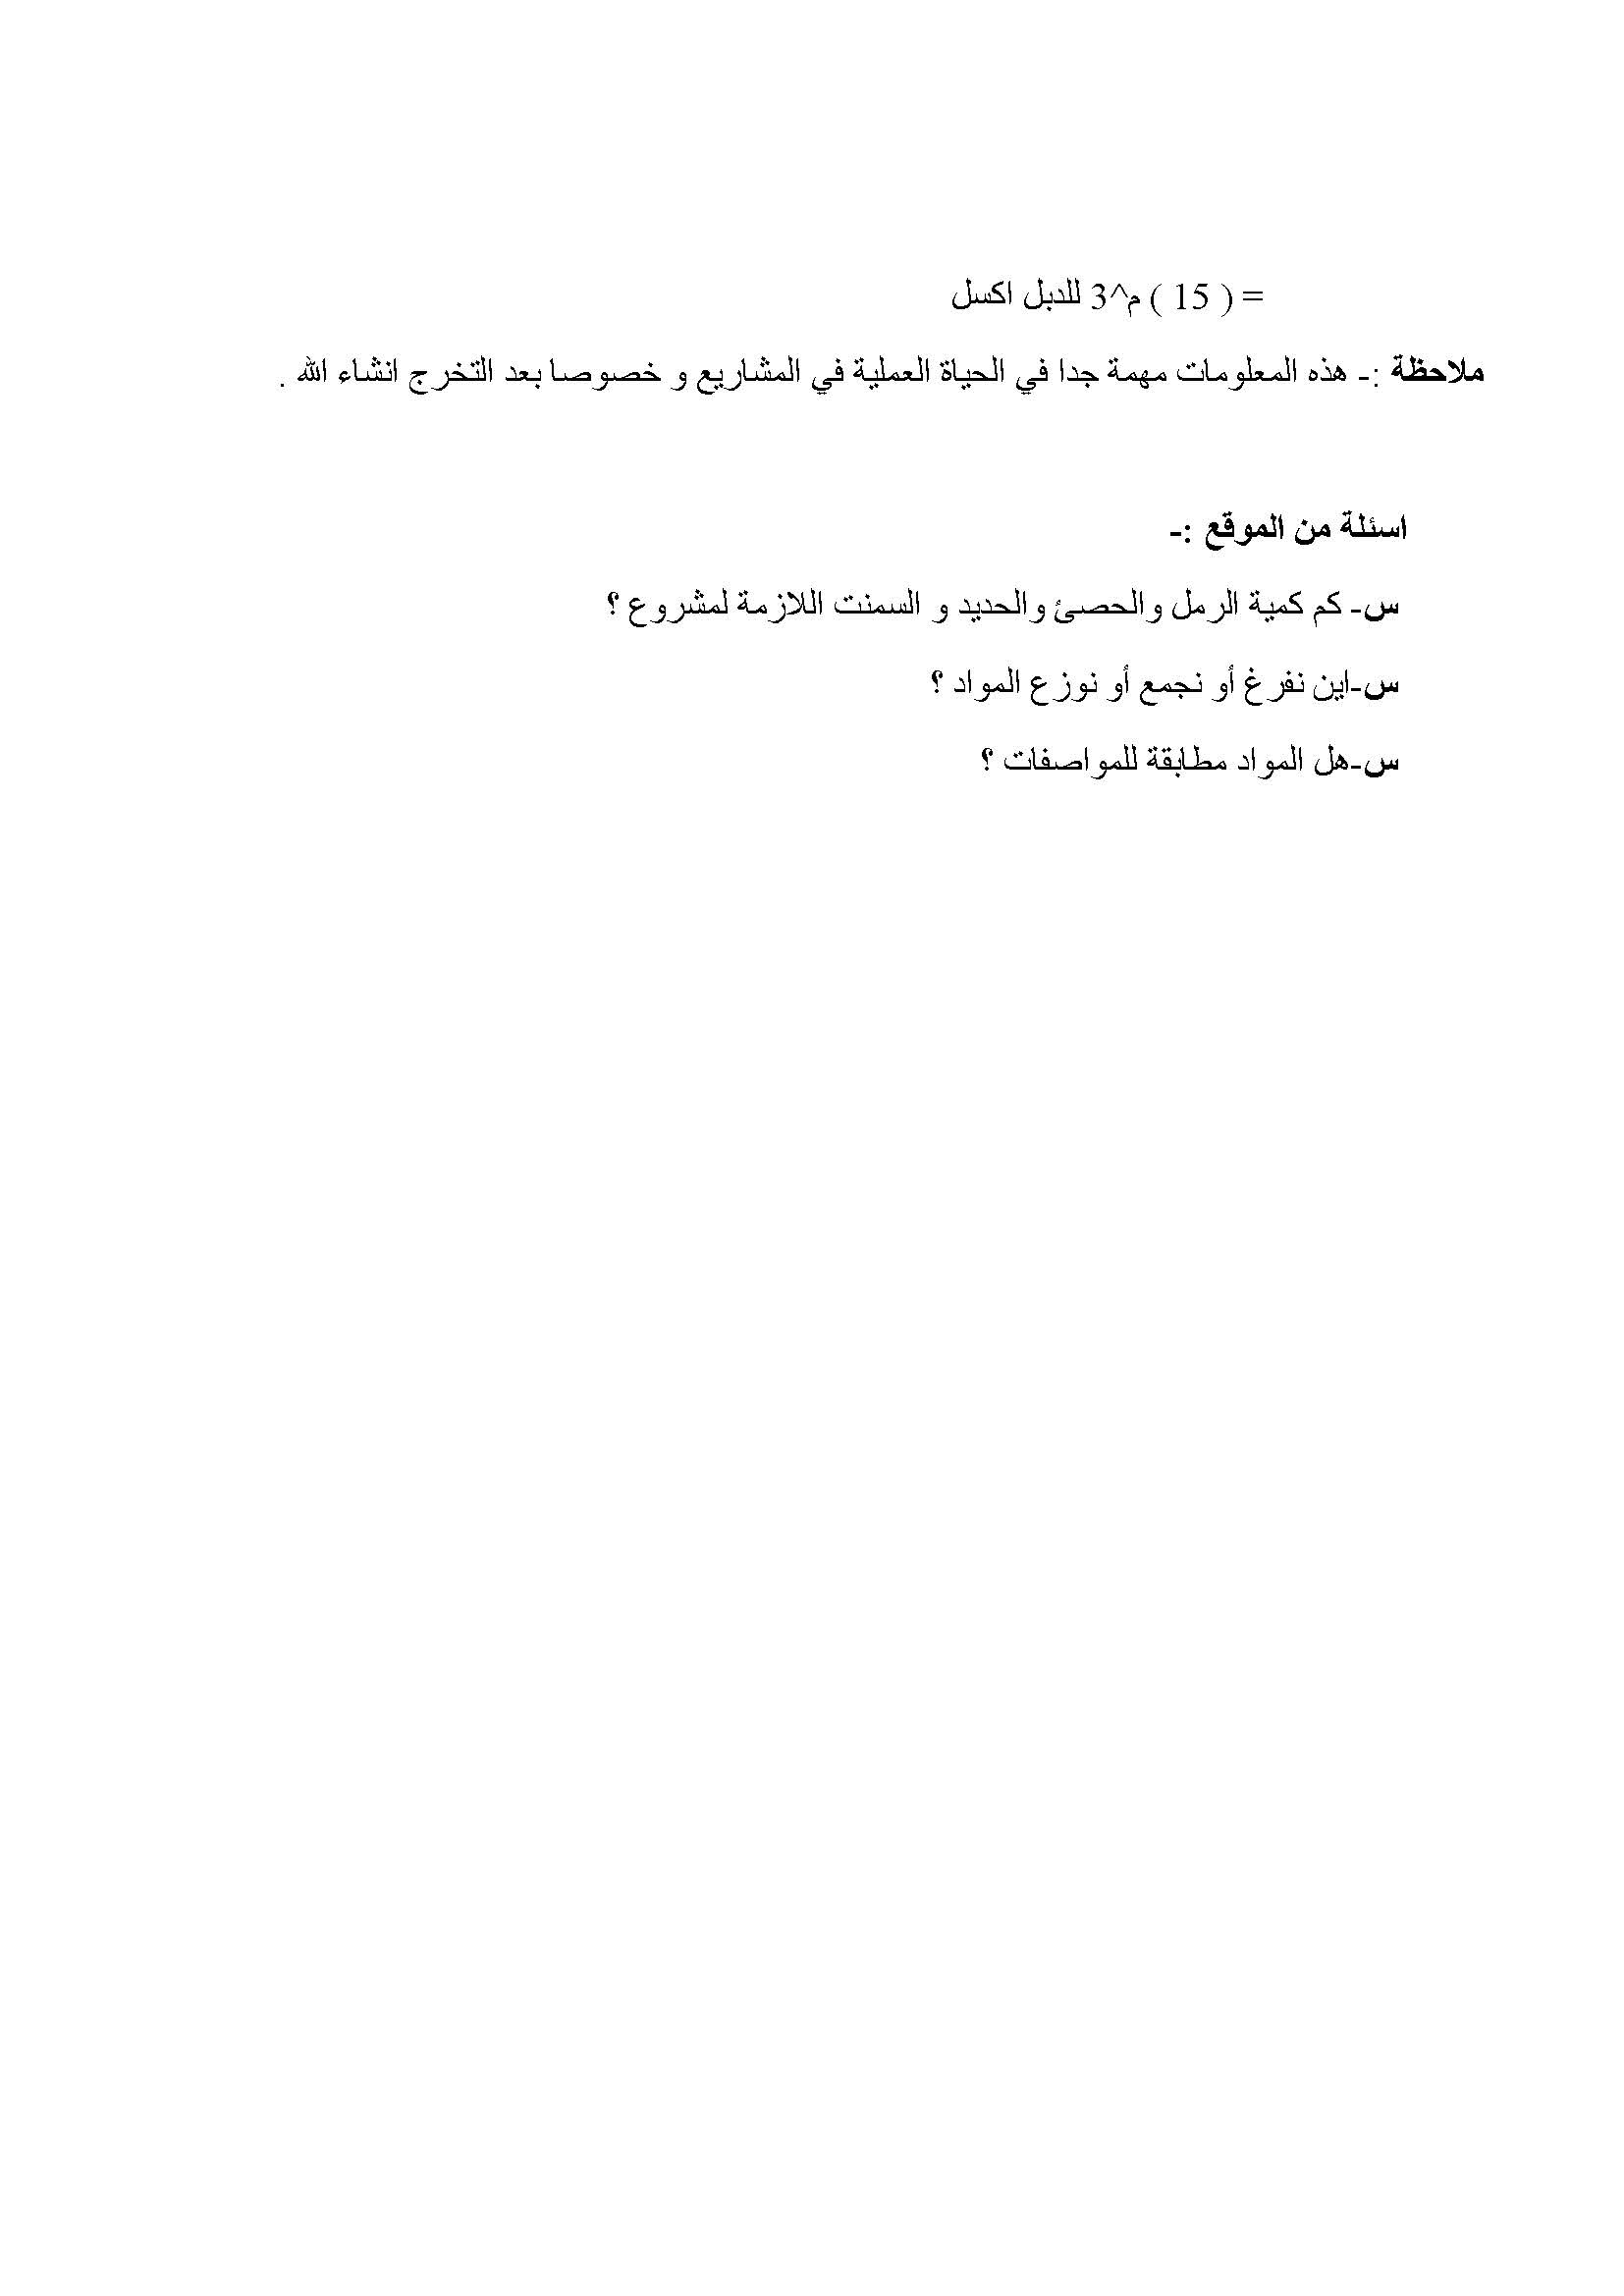 = ( 15 ) م^3 للدبل اكسل
ملاحظة :- هذه المعلومات مهمة جدا في الحياة العملية في المشاريع و خصوصا بعد التخرج انشاء الله .
اسئلة من الموقع :-
س- كم كمية الرمل والحصئ والحديد و السمنت اللازمة لمشروع ؟
س-اين نفرغ أو نجمع أو نوزع المواد ؟
س-هل المواد مطابقة للمواصفات ؟